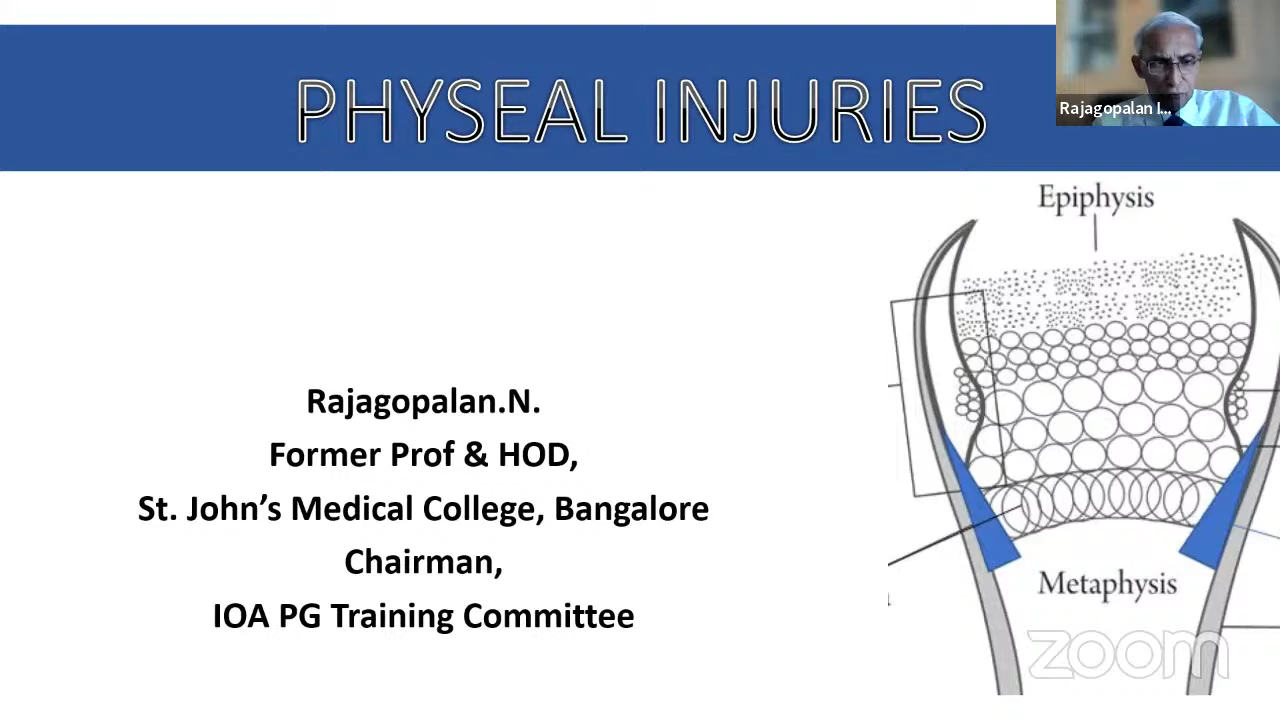 PHYSEAL INJURIES
Rajagopalan I...
Epiphysis
Rajagopalan.N.
Former Prof & HOD,
St. John’s Medical College, Bangalore
Chairman,
IOA PG Training Committee
Metaphysis
zoom